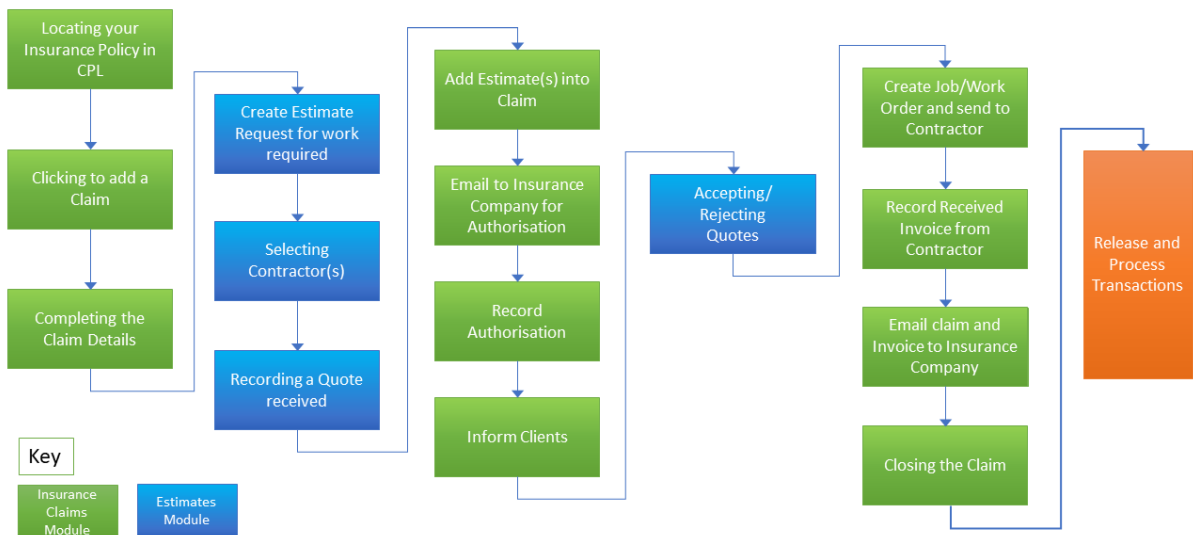 Locating your
Insurance Policy in
CPL
Clicking to add a
Claim
Completing the
Claim Details
Create Estimate
Request for work
required
Selecting
Contractor(s)
Recording a Quote
received
Add Estimate(s) into
Claim
Email to Insurance
Company for
Authorisation
Record
Authorisation
Inform Clients
Accepting/
Rejecting
Quotes
Create Job/Work
Order and send to
Contractor
Record Received
Invoice from
Contractor
Email claim and
Invoice to Insurance
Company
Closing the Claim
Release and
Process
Transactions
Key
Insurance
Claims
Module
Estimates
Module